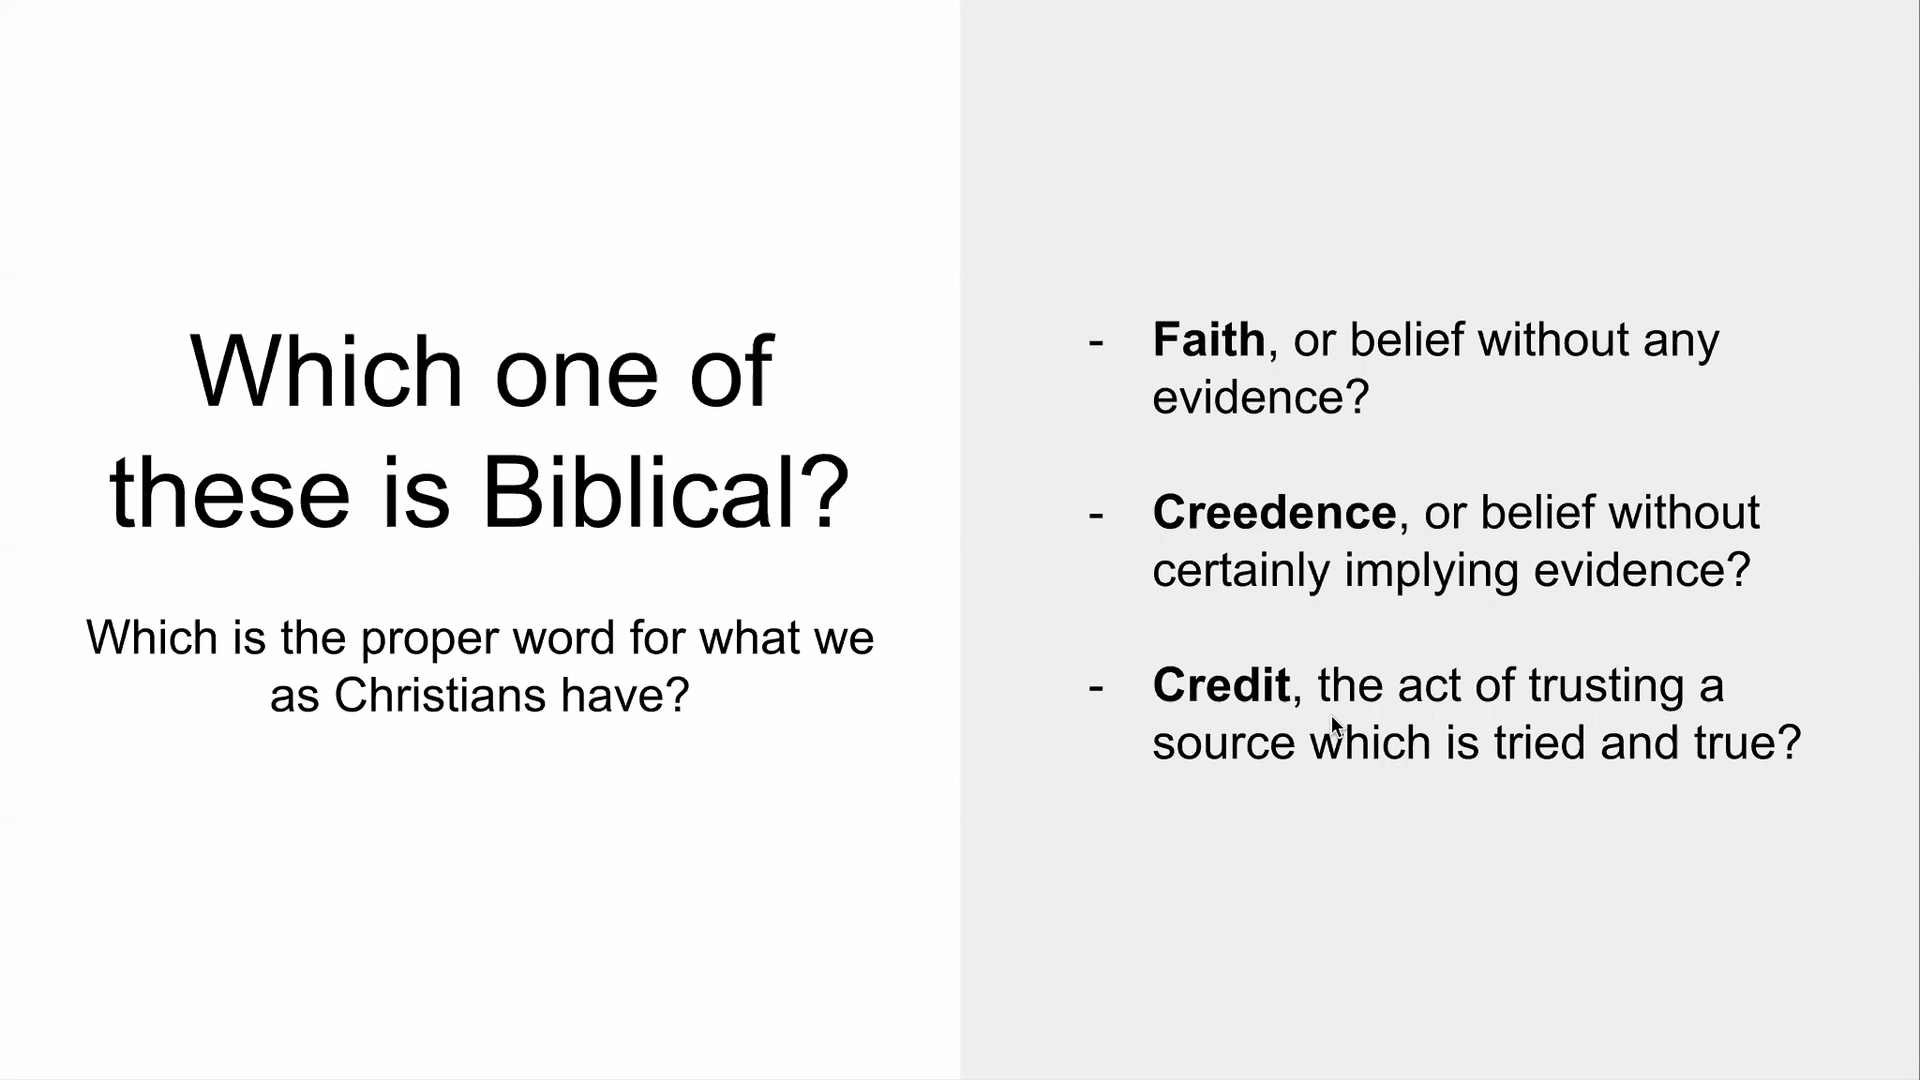 Which one of
these is Biblical?
Which is the proper word for what we
as Christians have?
- Faith, or belief without any
evidence?
- Creedence, or belief without
certainly implying evidence?
- Credit, the act of trusting a
source which is tried and true?